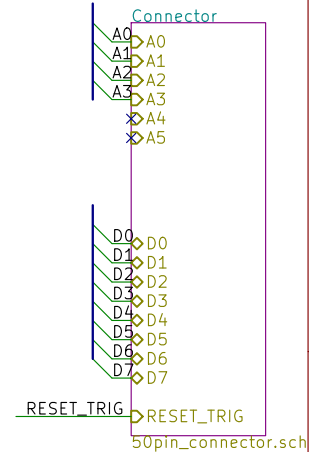 Connector
A0 A0
A1 A1
A2 A2
A3 A3
A4
A5
D0 D0
D1 D1
D2 D2
D3 D3
D4 D4
D5 D5
D6 D6
D7 D7
RESET_TRIG RESET_TRIG
50pin_connector.sch